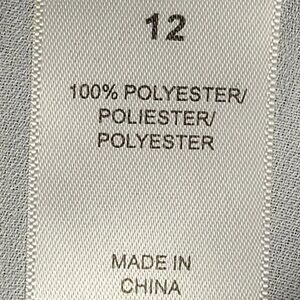 12
100% POLYESTER/
POLIESTER/
POLYESTER
MADE IN
CHINA